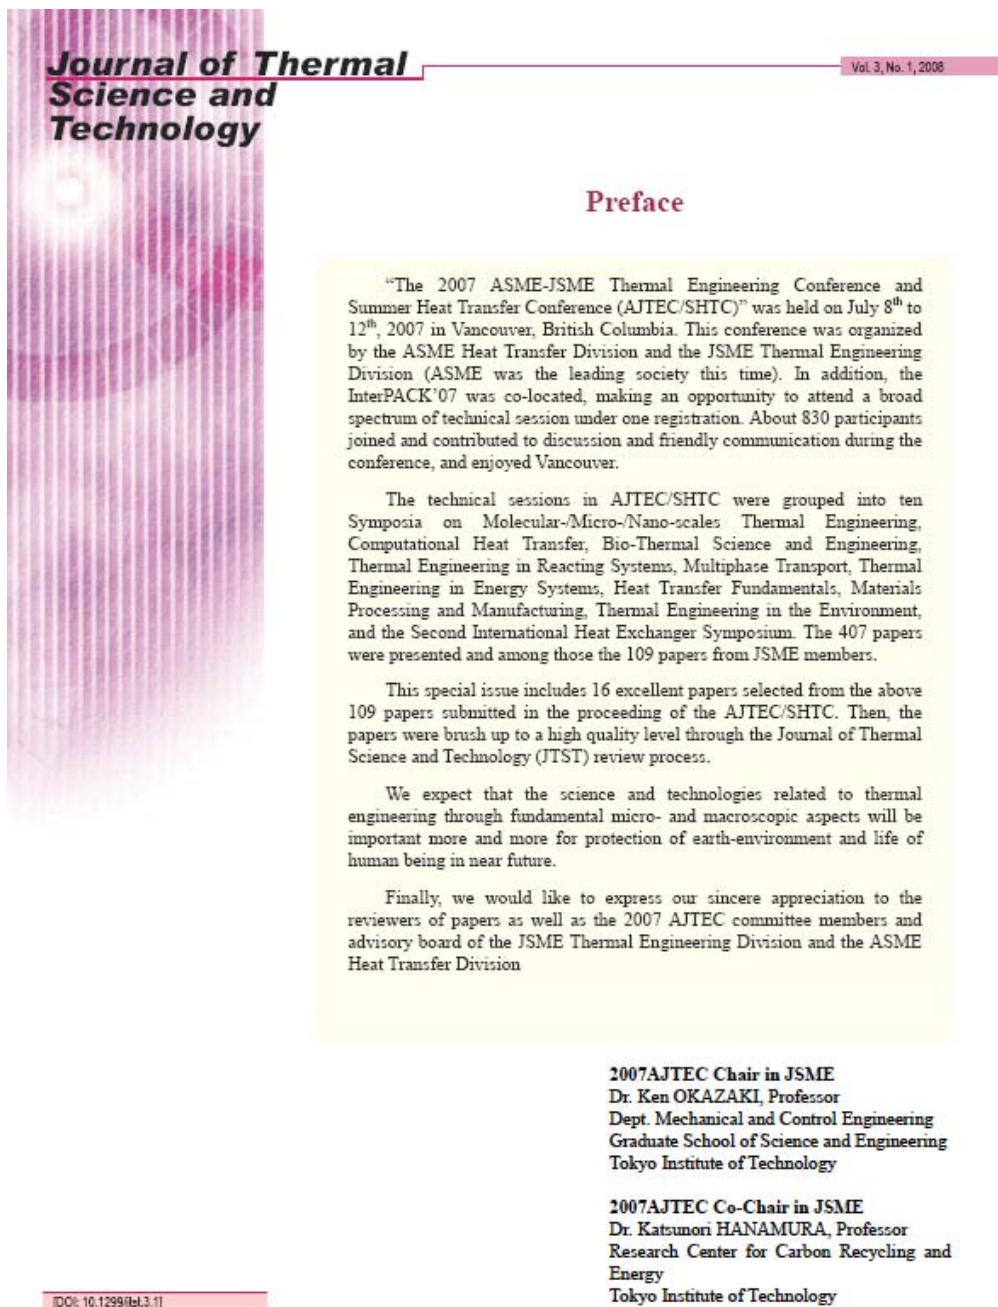 Journal of Thermal
Science and
Technology
Vol. 3, No. 1, 2008
Preface
“The 2007 ASME-JSME Thermal Engineering Conference and
Summer Heat Transfer Conference (AJTEC/SHTC)” was held on July 8th to
12th, 2007 in Vancouver, British Columbia. This conference was organized
by the ASME Heat Transfer Division and the JSME Thermal Engineering
Division (ASME was the leading society this time). In addition, the
InterPACK’07 was co-located, making an opportunity to attend a broad
spectrum of technical session under one registration. About 830 participants
joined and contributed to discussion and friendly communication during the
conference, and enjoyed Vancouver.
The technical sessions in AJTEC/SHTC were grouped into ten
Symposia on Molecular-/Micro-/Nano-scales Thermal Engineering,
Computational Heat Transfer, Bio-Thermal Science and Engineering,
Thermal Engineering in Reacting Systems, Multiphase Transport, Thermal
Engineering in Energy Systems, Heat Transfer Fundamentals, Materials
Processing and Manufacturing, Thermal Engineering in the Environment,
and the Second International Heat Exchanger Symposium. The 407 papers
were presented and among those the 109 papers from JSME members.
This special issue includes 16 excellent papers selected from the above
109 papers submitted in the proceeding of the AJTEC/SHTC. Then, the
papers were brush up to a high quality level through the Journal of Thermal
Science and Technology (JTST) review process.
We expect that the science and technologies related to thermal
engineering through fundamental micro- and macroscopic aspects will be
important more and more for protection of earth-environment and life of
human being in near future.
Finally, we would like to express our sincere appreciation to the
reviewers of papers as well as the 2007 AJTEC committee members and
advisory board of the JSME Thermal Engineering Division and the ASME
Heat Transfer Division
2007AJTEC Chair in JSME
Dr. Ken OKAZAKI, Professor
Dept. Mechanical and Control Engineering
Graduate School of Science and Engineering
Tokyo Institute of Technology
2007AJTEC Co-Chair in JSME
Dr. Katsunori HANAMURA, Professor
Research Center for Carbon Recycling and
Energy
Tokyo Institute of Technology
[DOI: 10.1299/jtst.3.1]